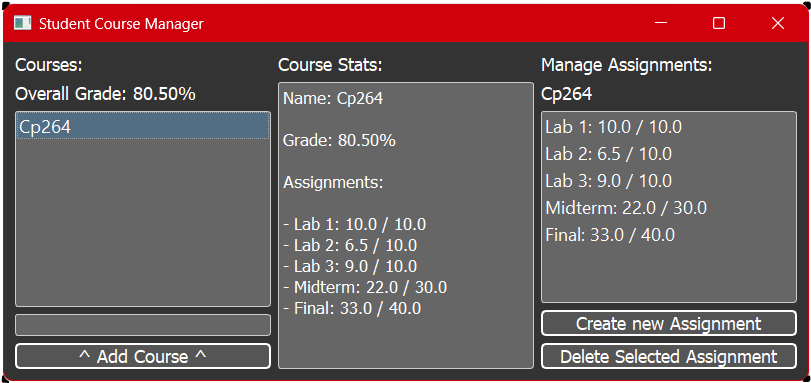 Student Course Manager
Courses:
Overall Grade: 80.50%
Cp264
^ Add Course ^
Course Stats:
Name: Cp264
Grade: 80.50%
Assignments:
- Lab 1: 10.0 / 10.0
- Lab 2: 6.5 / 10.0
- Lab 3: 9.0 / 10.0
- Midterm: 22.0 / 30.0
- Final: 33.0 / 40.0
Manage Assignments:
Cp264
Lab 1: 10.0 / 10.0
Lab 2: 6.5 / 10.0
Lab 3: 9.0 / 10.0
Midterm: 22.0 / 30.0
Final: 33.0 / 40.0
Create new Assignment
Delete Selected Assignment